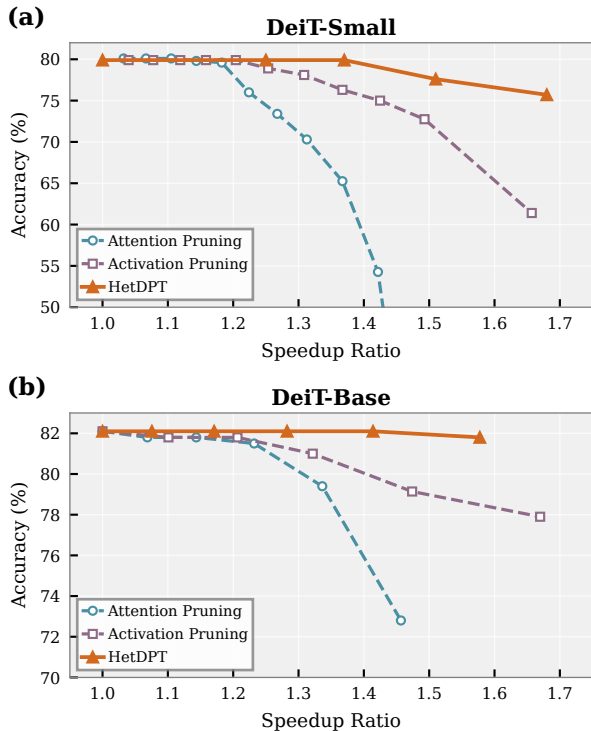 (a)
DeiT-Small
Accuracy (%)
80
75
70
65
60
55
50
Attention Pruning
Activation Pruning
HetDPT
1.0 1.1 1.2 1.3 1.4 1.5 1.6 1.7
Speedup Ratio
(b)
DeiT-Base
Accuracy (%)
82
80
78
76
74
72
70
Attention Pruning
Activation Pruning
HetDPT
1.0 1.1 1.2 1.3 1.4 1.5 1.6 1.7
Speedup Ratio